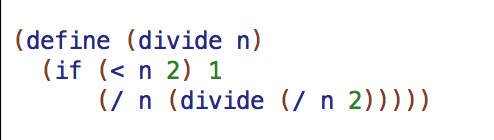 (define (divide n)
  (if (< n 2) 1
      (/ n (divide (/ n 2)))))